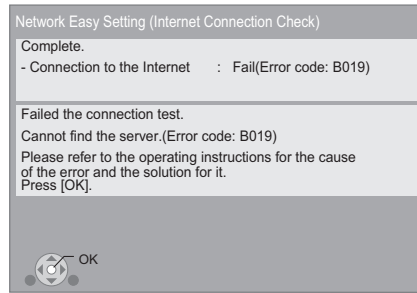 Network Easy Setting (Internet Connection Check)
Complete.
- Connection to the Internet : Fail(Error code: B019)
Failed the connection test.
Cannot find the server.(Error code: B019)
Please refer to the operating instructions for the cause
of the error and the solution for it.
Press [OK].
OK